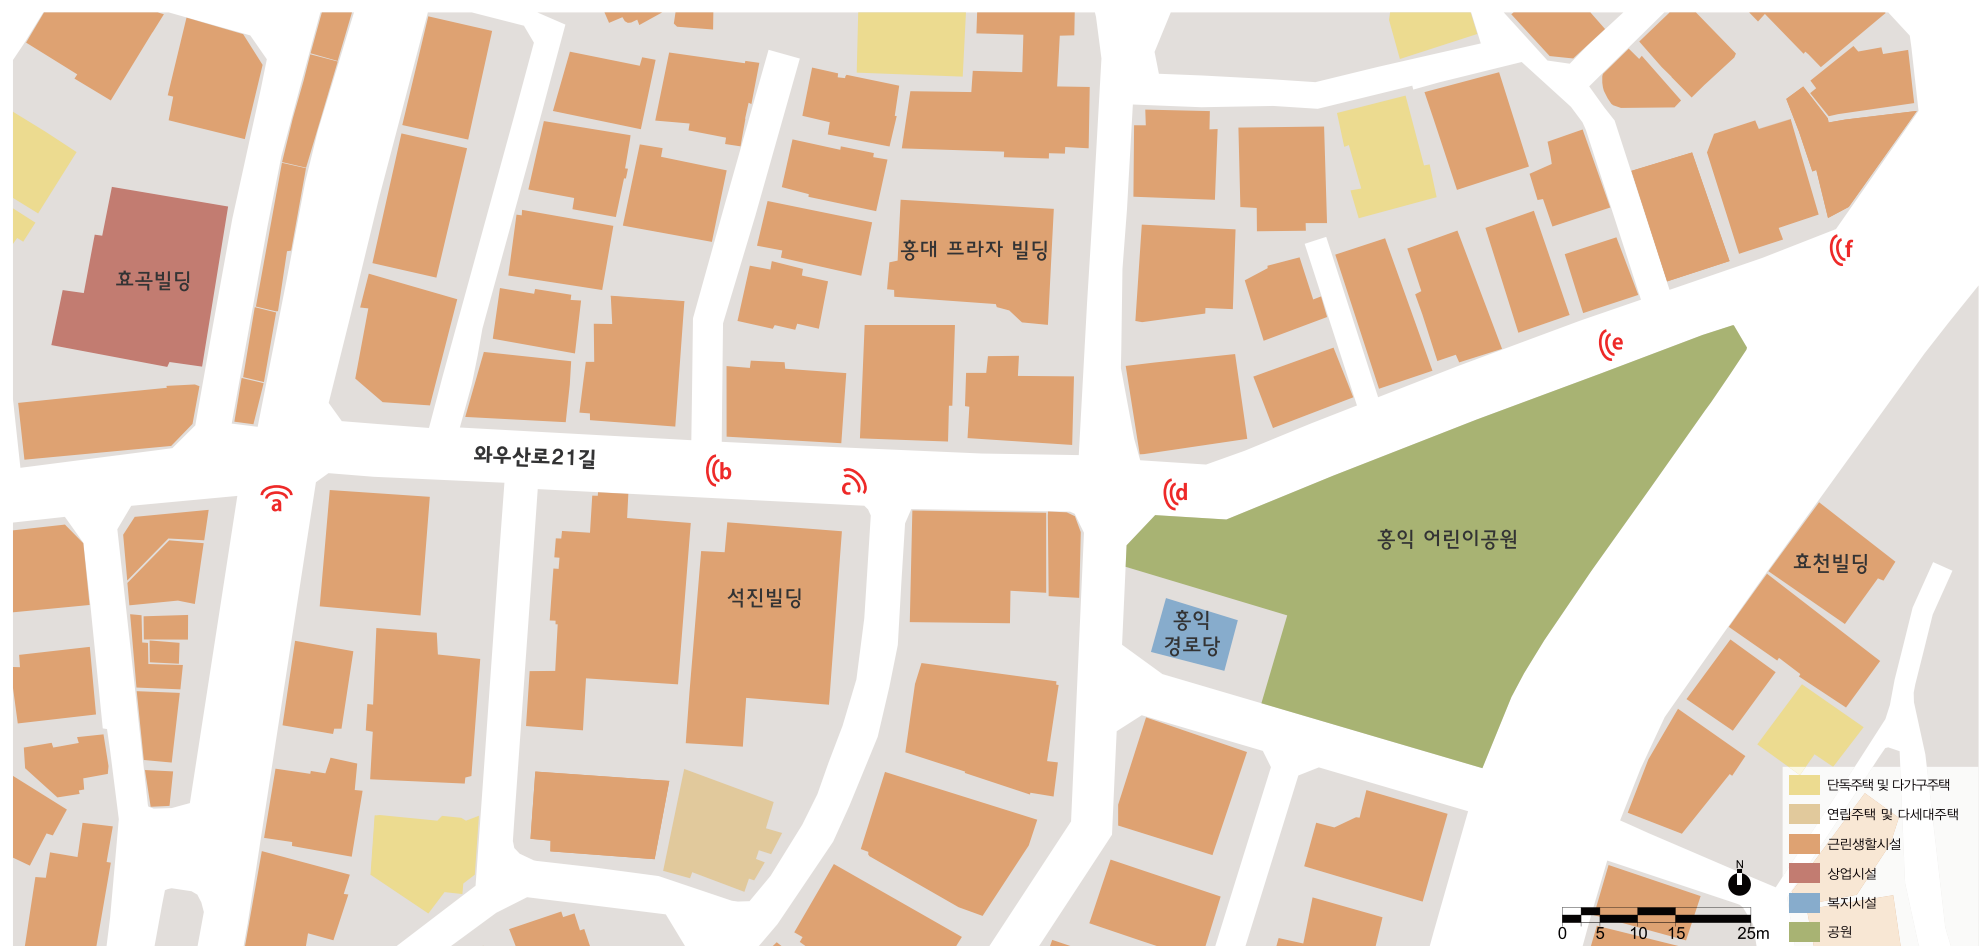 f
홍대 프라자 빌딩
효곡빌딩
e
와우산로21길
b
c
d
a
홍익 어린이공원
효천빌딩
석진빌딩
홍익
경로당
단독주택 및 다가구주택
연립주택 및 다세대주택
근린생활시설
상업시설
복지시설
공원
N
0 5 10 15 25m